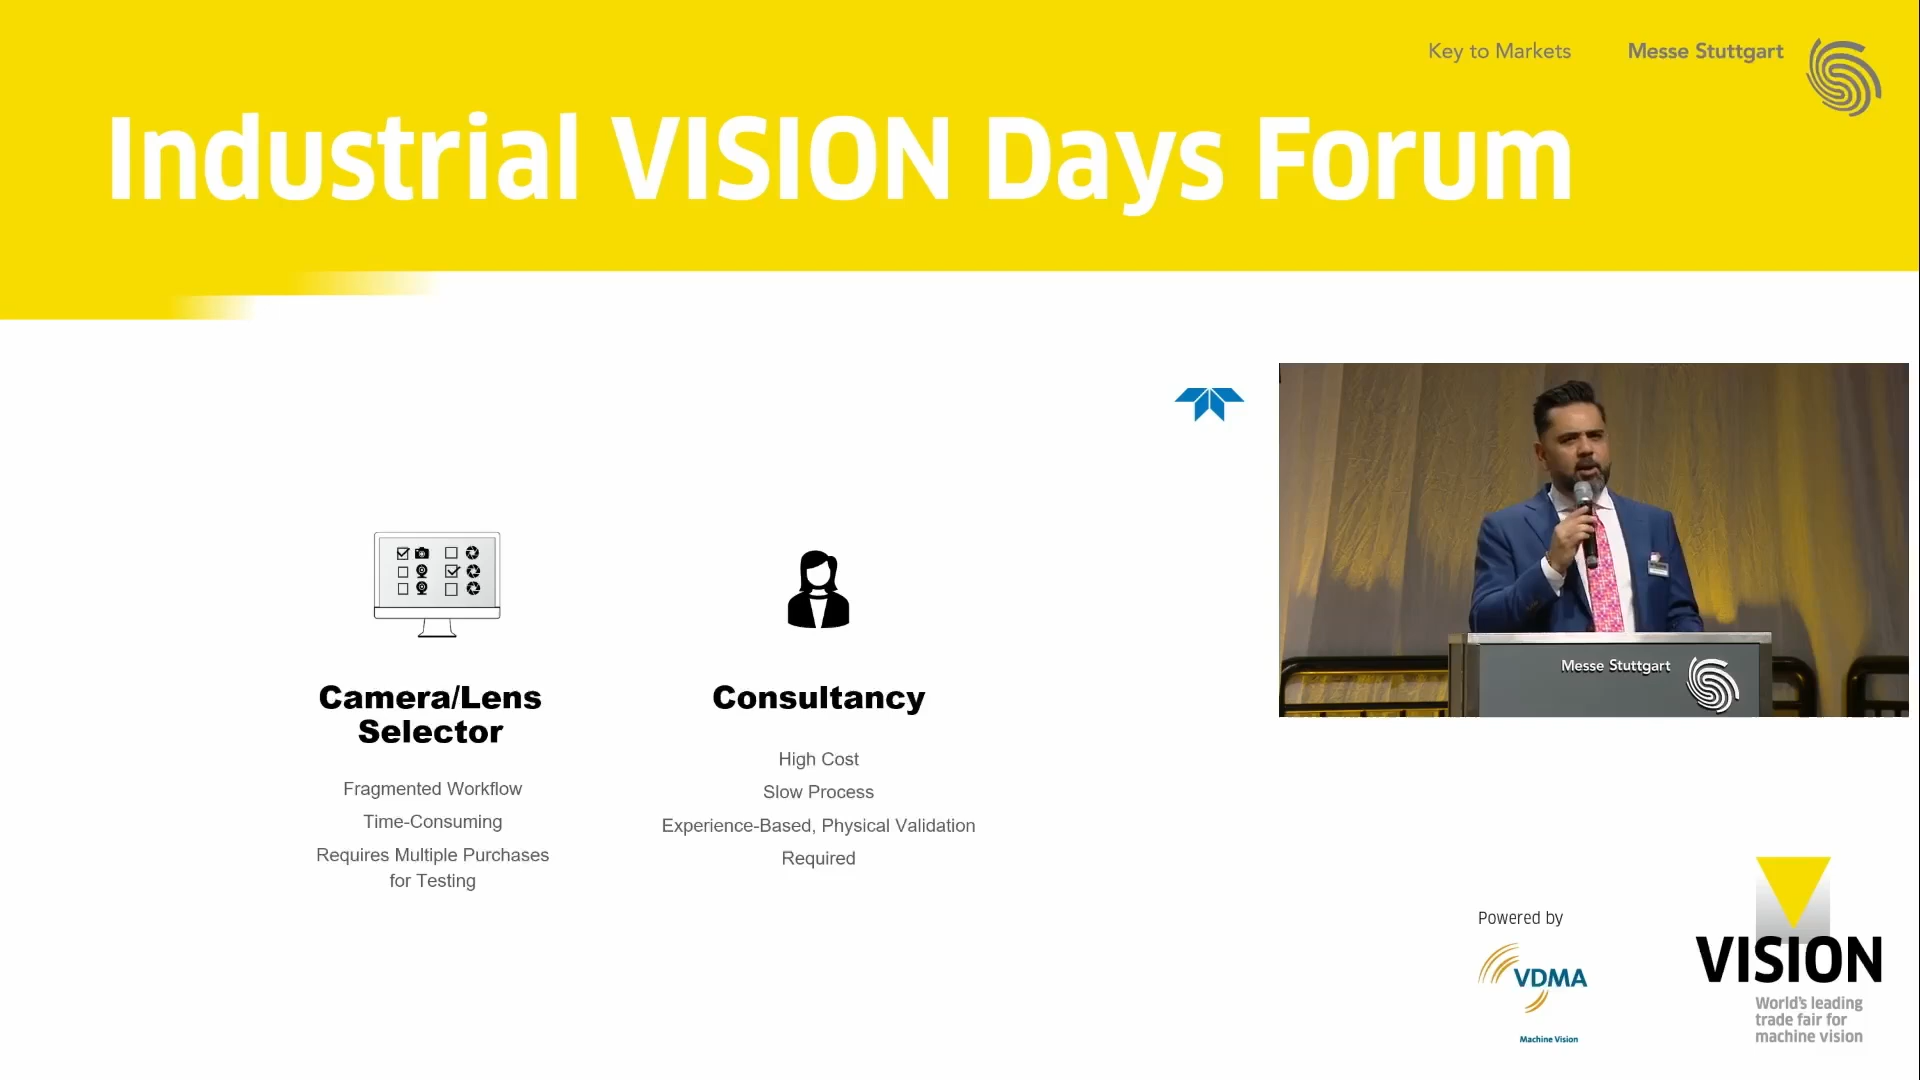 Key to Markets
Messe Stuttgart
Industrial VISION Days Forum
Camera/Lens
Selector
Fragmented Workflow
Time-Consuming
Requires Multiple Purchases
for Testing
Consultancy
High Cost
Slow Process
Experience-Based, Physical Validation
Required
Messe Stuttgart
Powered by
VDMA
Machine Vision
VISION
World's leading
trade fair for
machine vision